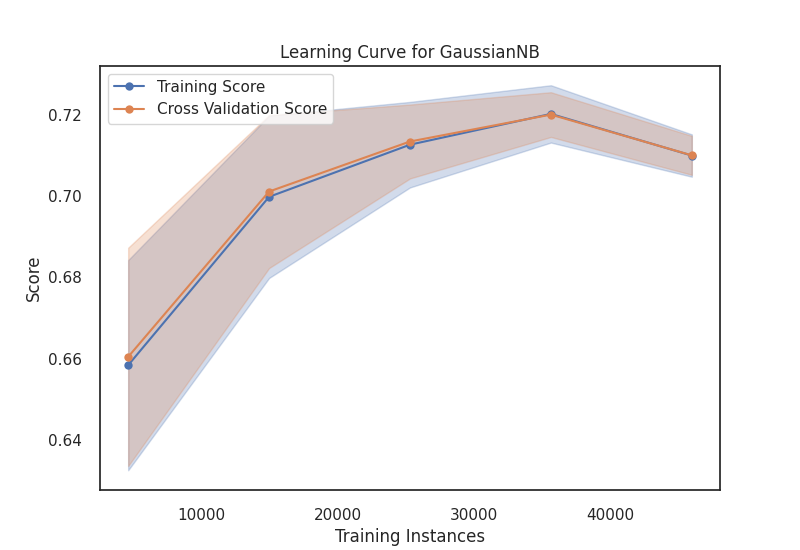 Learning Curve for GaussianNB
Training Score
Cross Validation Score
0.72
0.70
0.68
0.66
0.64
Score
10000 20000 30000 40000
Training Instances